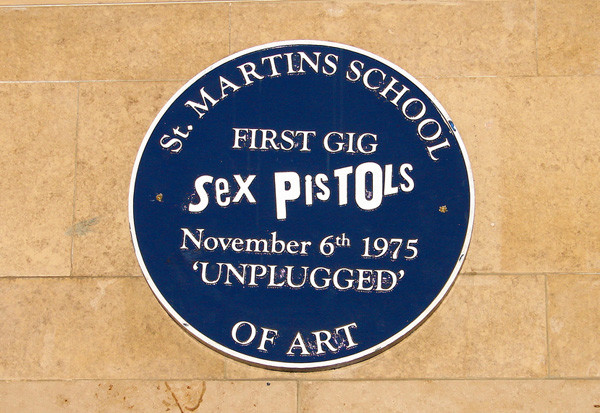 St. MARTINS SCHOOL
FIRST GIG
SeX PiSTOLS
November 6th 1975
‘UNPLUGGED’
OF ART